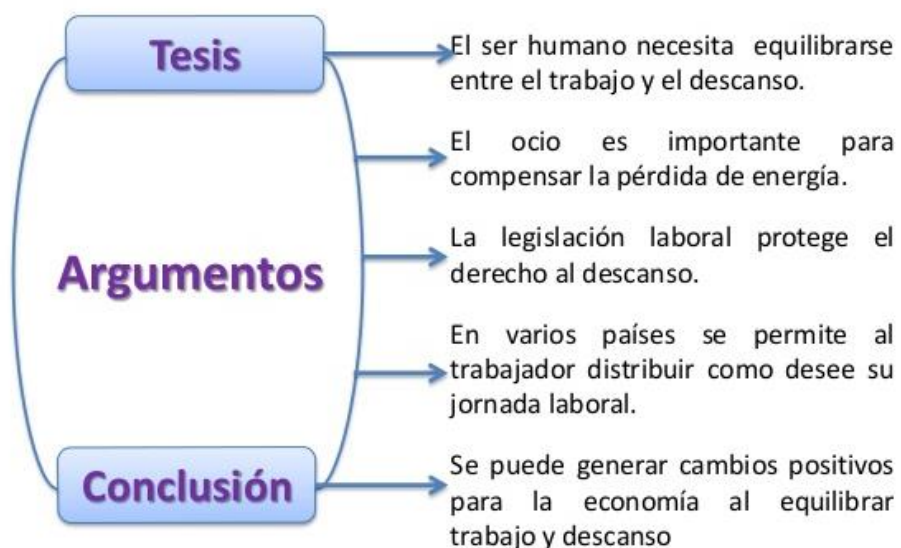 Tesis
El ser humano necesita equilibrarse
entre el trabajo y el descanso.
El ocio es importante para
compensar la pérdida de energía.
Argumentos
La legislación laboral protege el
derecho al descanso.
En varios países se permite al
trabajador distribuir como desee su
jornada laboral.
Conclusión
Se puede generar cambios positivos
para la economía al equilibrar
trabajo y descanso